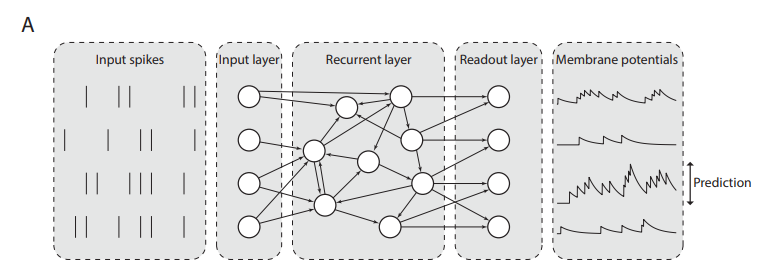 A
Input spikes
Input layer
Recurrent layer
Readout layer
Membrane potentials
Prediction